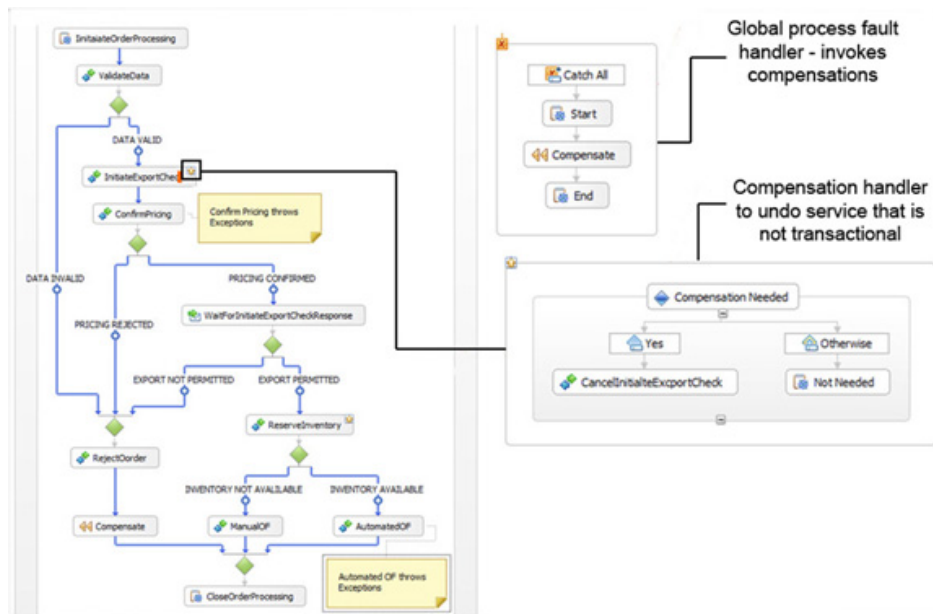 InitaiateOrderProcessing
ValidateData
DATA VALID
InitiateExportChec
ConfirmPricing
Confirm Pricing throws
Exceptions
DATA INVALID
PRICING CONFIRMED
PRICING REJECTED
WaitForInitiateExportCheckResponse
EXPORT NOT PERMITTED
EXPORT PERMITTED
ReserveInventory
RejectOorder
INVENTORY NOT AVALILABLE
INVENTORY AVAILABLE
Compensate
ManualOF
AutomatedOF
Automated OF throws
Exceptions
CloseOrderProcessing
Catch All
Start
Compensate
End
Global process fault
handler - invokes
compensations
Compensation handler
to undo service that is
not transactional
Compensation Needed
Yes
Otherwise
CancelInitialteExcportCheck
Not Needed